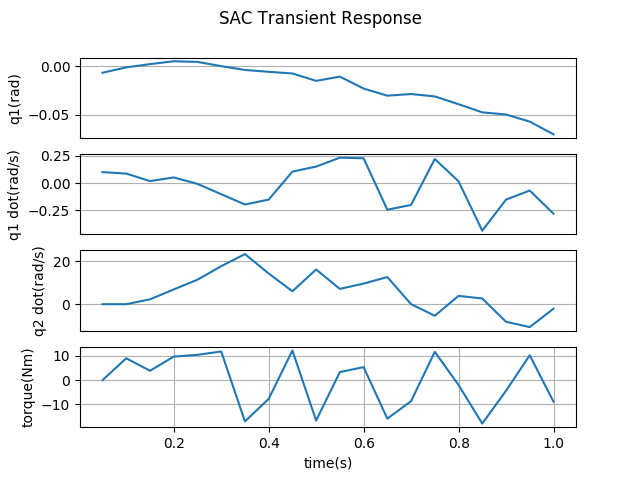 SAC Transient Response
0.00
−0.05
q1(rad)
0.25
0.00
−0.25
q1 dot(rad/s)
20
0
q2 dot(rad/s)
10
0
−10
torque(Nm)
0.2 0.4 0.6 0.8 1.0
time(s)